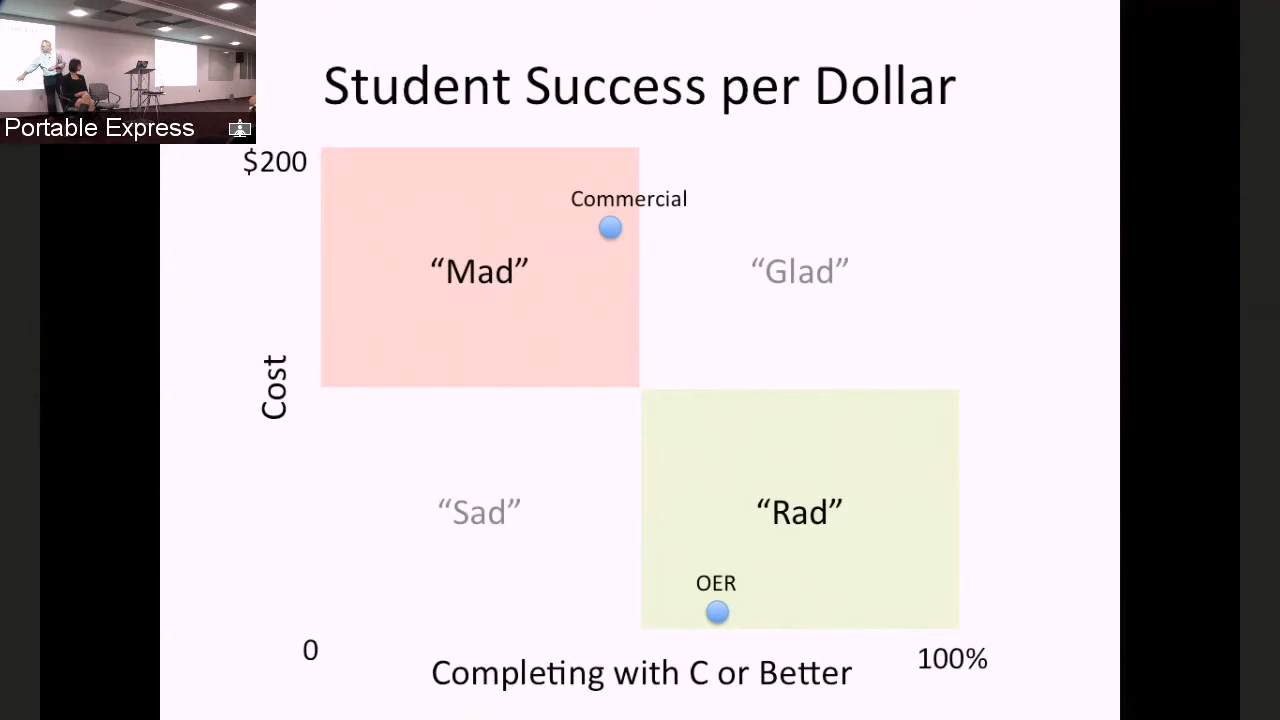 Portable Express
Student Success per Dollar
$200
Commercial
“Mad”
“Glad”
Cost
“Sad”
“Rad”
OER
0
100%
Completing with C or Better